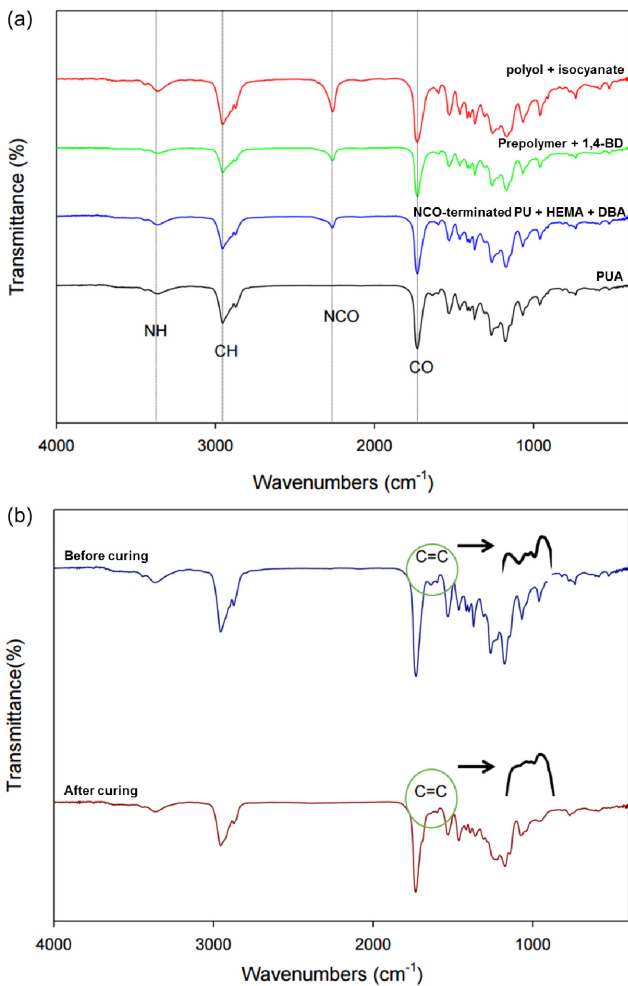 (a)
polyol + isocyanate
Prepolymer + 1,4-BD
NCO-terminated PU + HEMA + DBA
PUA
NH
CH
NCO
CO
Transmittance (%)
4000 3000 2000 1000
Wavenumbers (cm⁻¹)
(b)
Before curing
C=C
After curing
C=C
Transmittance(%)
4000 3000 2000 1000
Wavenumbers (cm⁻¹)